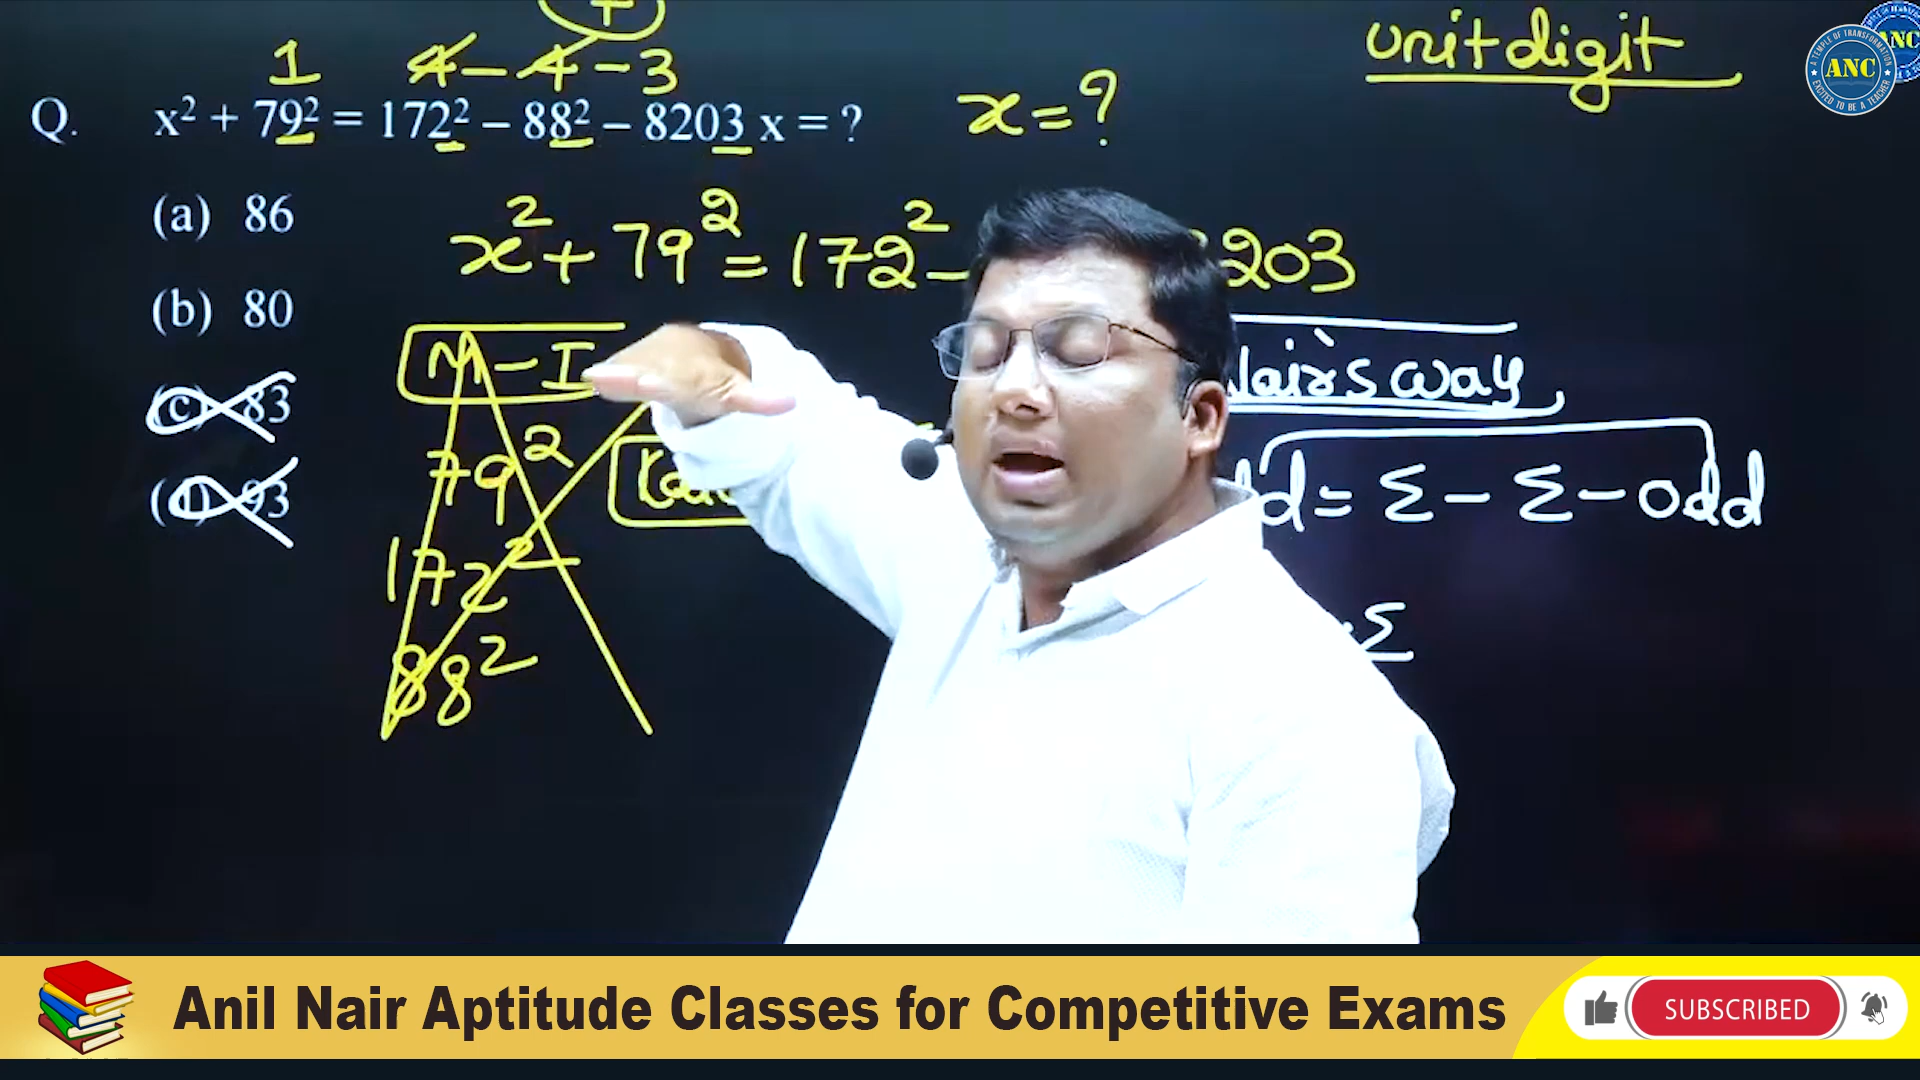 unit digit
ANC
1 4 - 4 - 3
Q. x² + 79² = 172² – 88² – 8203 x = ?
x = ?
(a) 86
(b) 80
(c) 83
(d) 93
x² + 79² = 172² - 203
M - I
Nair's way
79²
172²
88²
dd = Σ - Σ - odd
Σ
Anil Nair Aptitude Classes for Competitive Exams
SUBSCRIBED